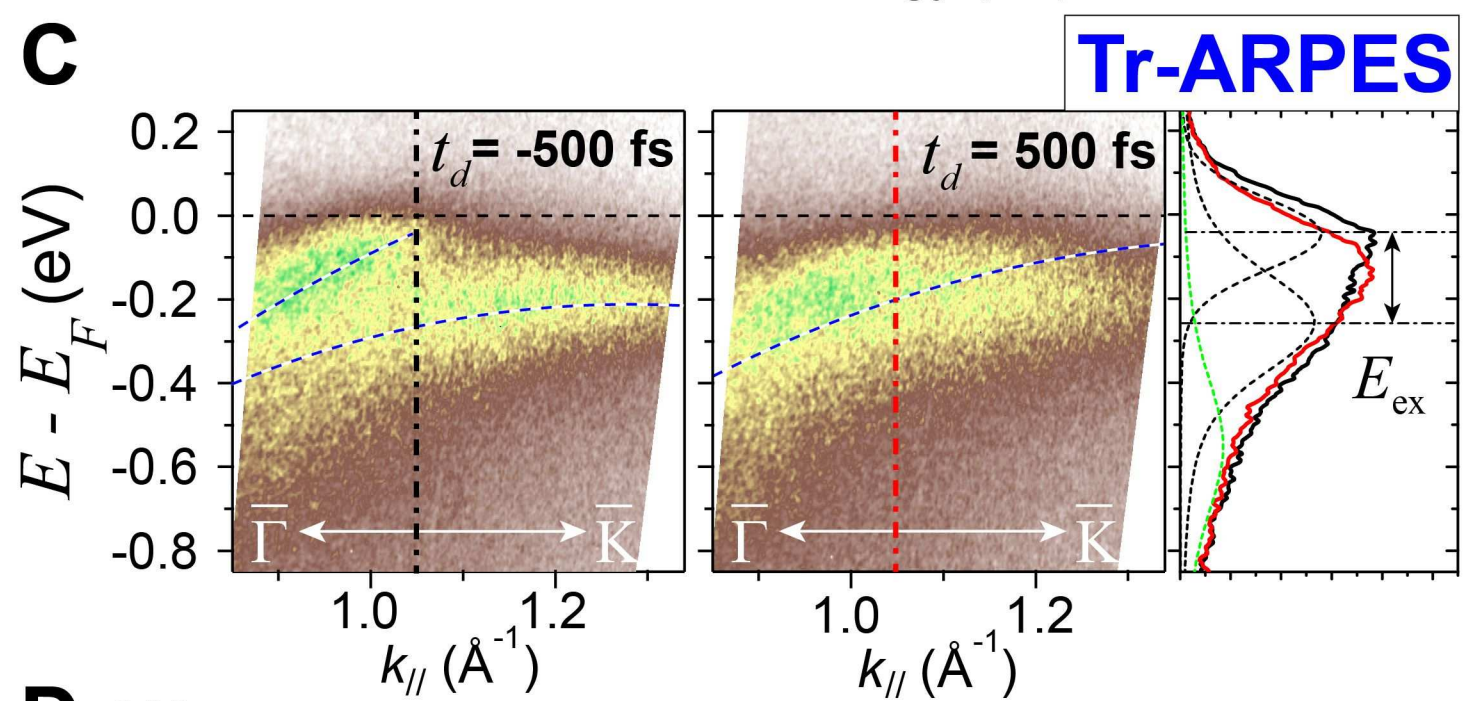 C
Tr-ARPES
t_d = -500 fs
t_d = 500 fs
E - E_F (eV)
0.2
0.0
-0.2
-0.4
-0.6
-0.8
E_ex
Γ̅ K̅
Γ̅ K̅
1.0 1.2
1.0 1.2
k_// (Å⁻¹)
k_// (Å⁻¹)